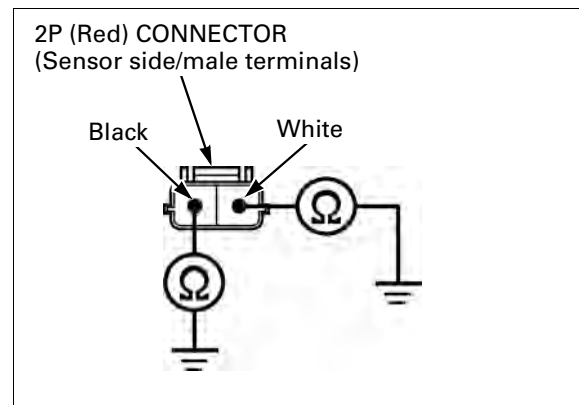 2P (Red) CONNECTOR
(Sensor side/male terminals)
Black
White
Ω
Ω